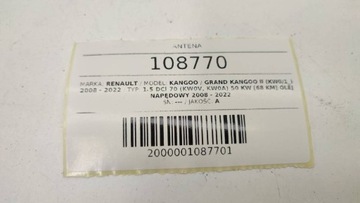 ANTENA
108770
MARKA: RENAULT / MODEL: KANGOO / GRAND KANGOO II (KW0/1_)
2008 - 2022 TYP: 1.5 DCI 70 (KW0V, KW0A) 50 KW (68 KM) OLEJ
NAPĘDOWY 2008 - 2022
--- / JAKOŚĆ: A
2000001087701